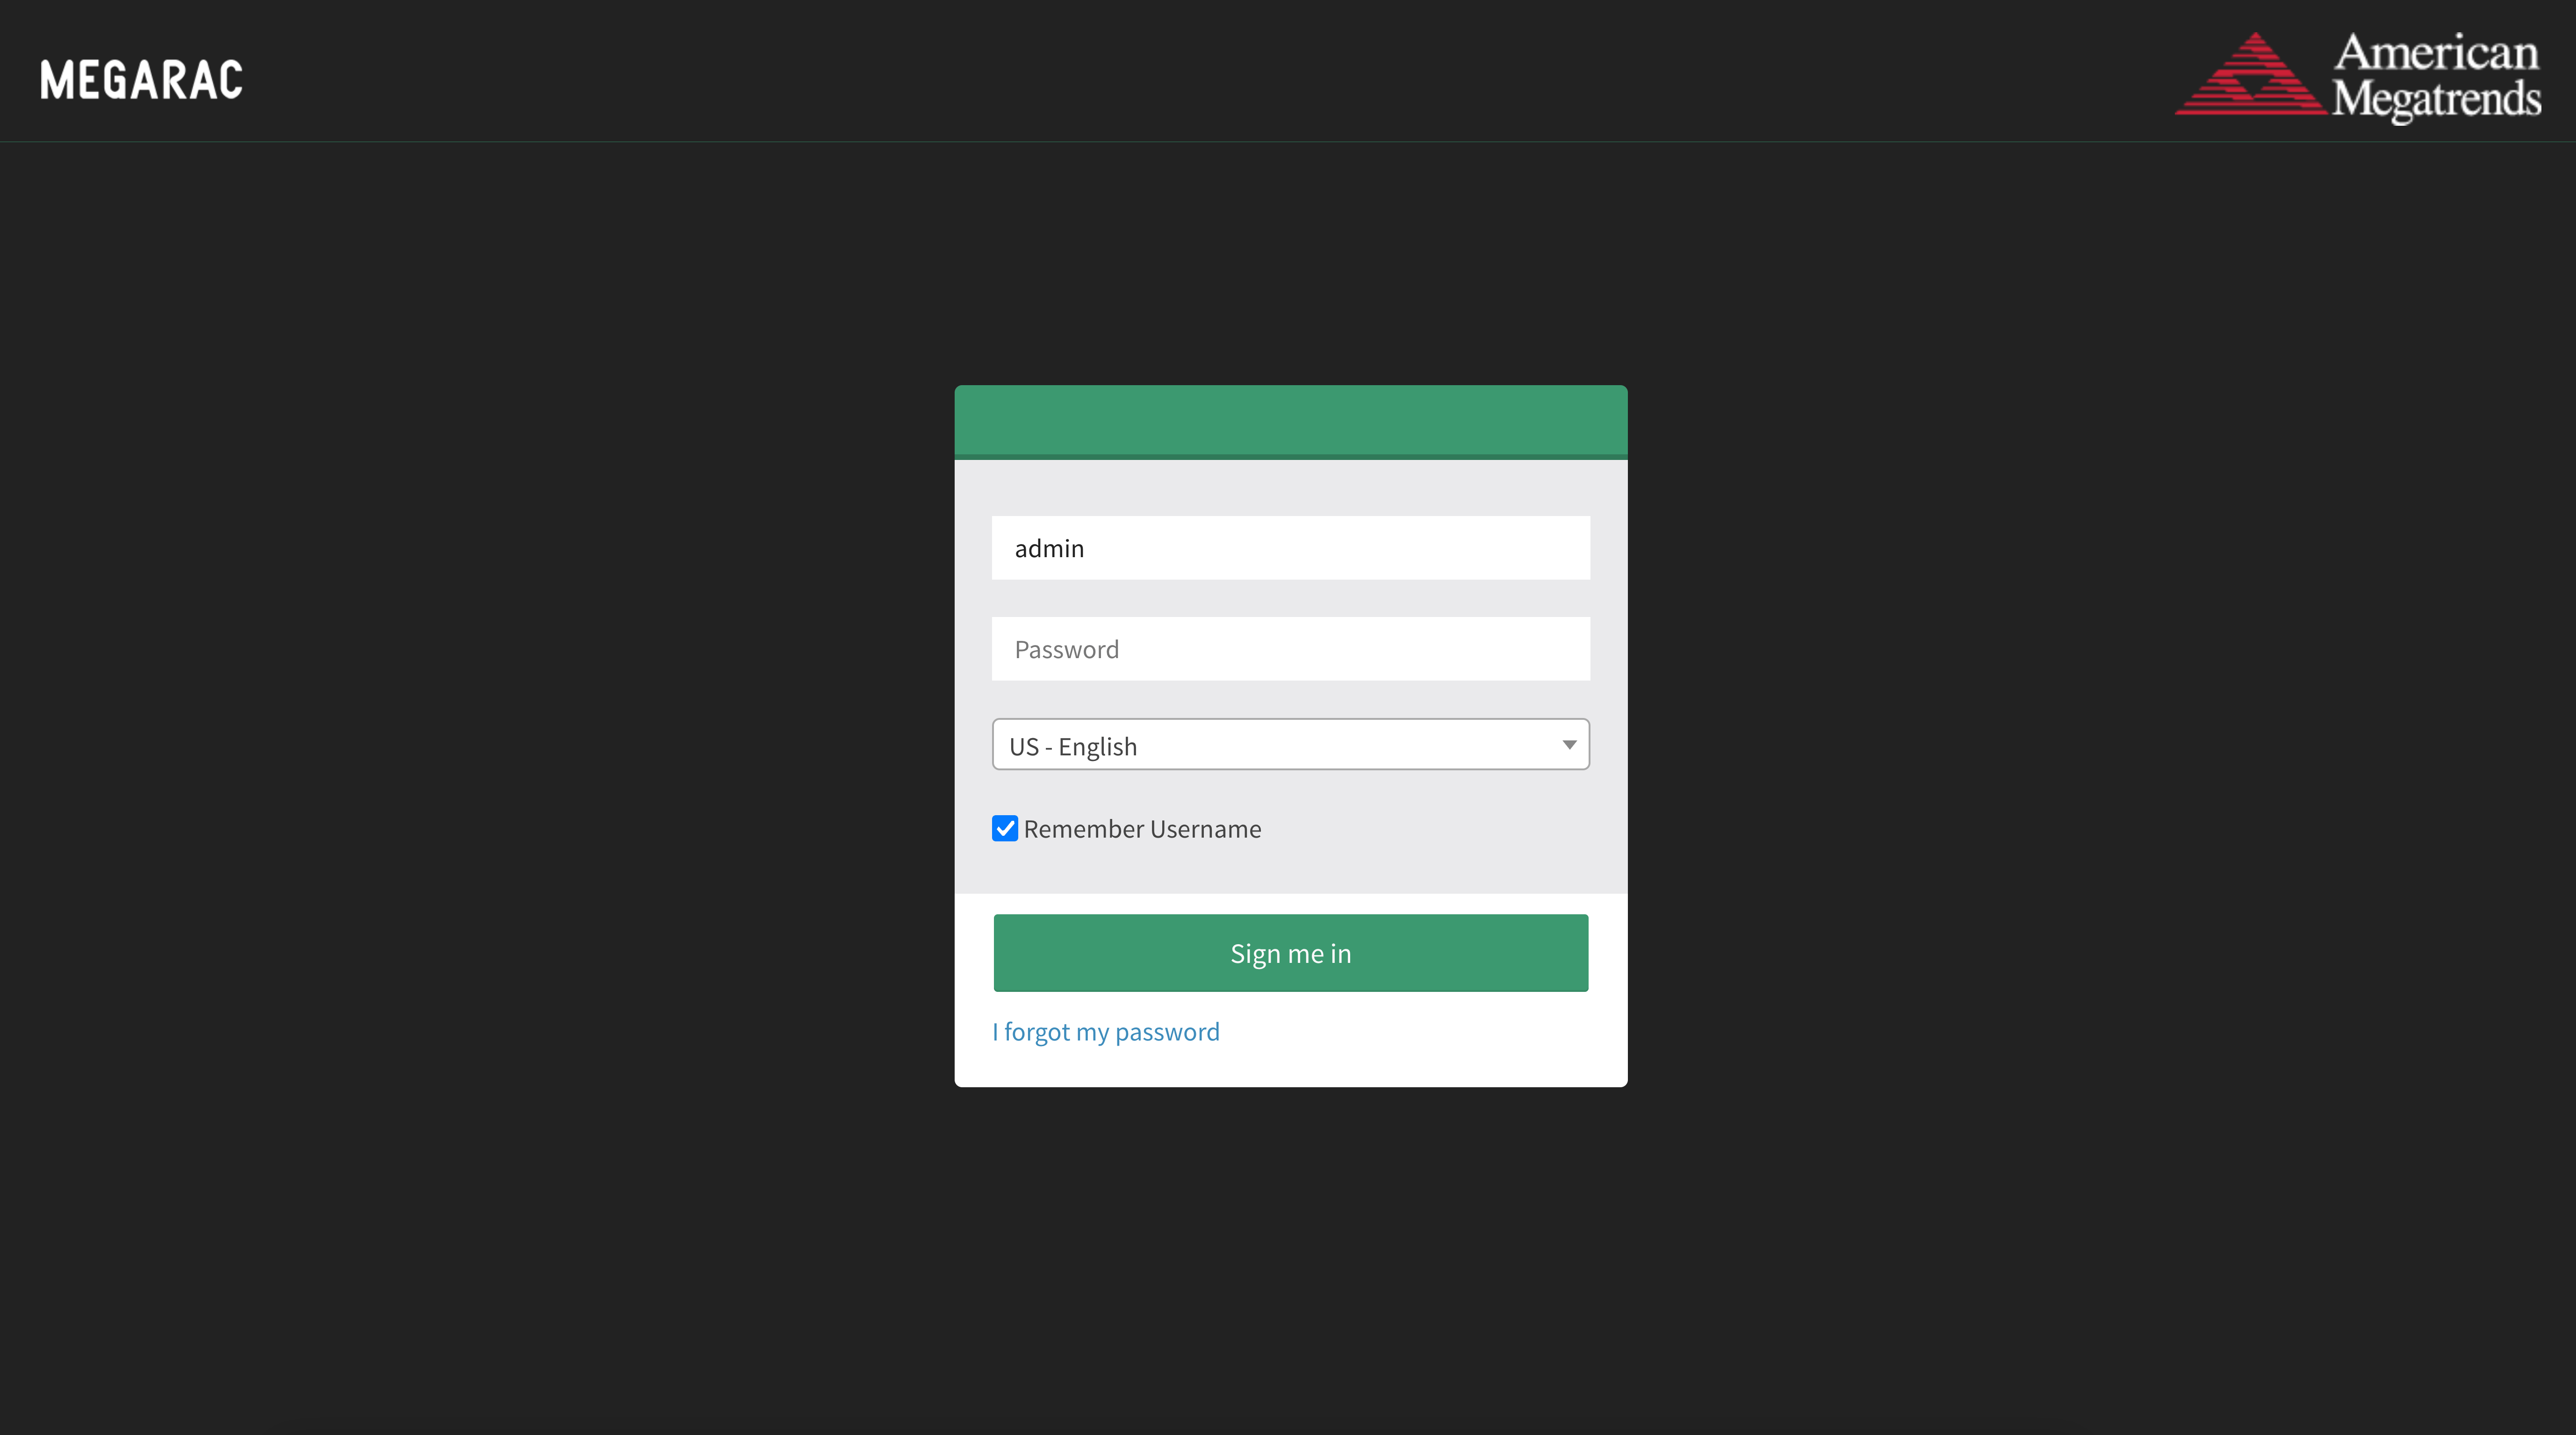 MEGARAC
American
Megatrends
admin
Password
US - English
Remember Username
Sign me in
I forgot my password